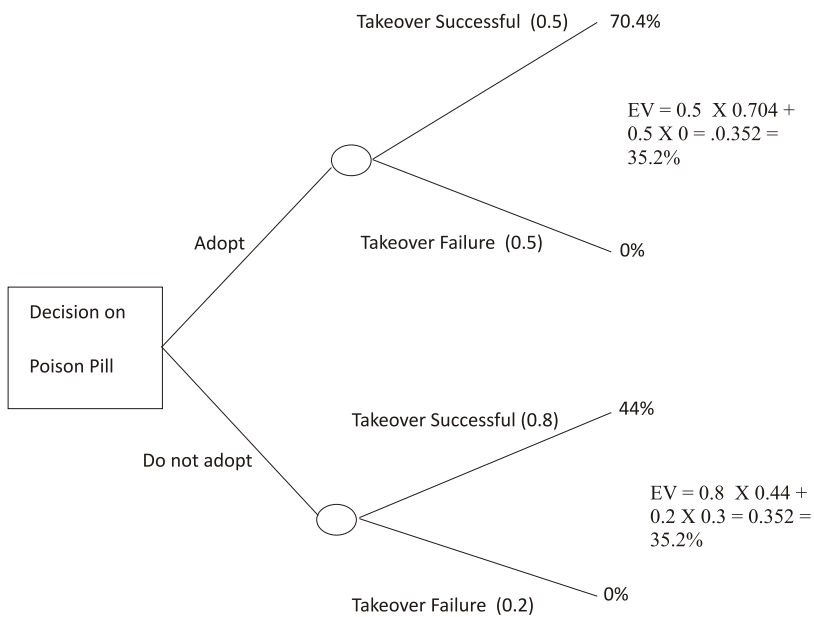 Takeover Successful (0.5)
70.4%
EV = 0.5 X 0.704 +
0.5 X 0 = .0.352 =
35.2%
Adopt
Takeover Failure (0.5)
0%
Decision on
Poison Pill
Takeover Successful (0.8)
44%
Do not adopt
EV = 0.8 X 0.44 +
0.2 X 0.3 = 0.352 =
35.2%
Takeover Failure (0.2)
0%